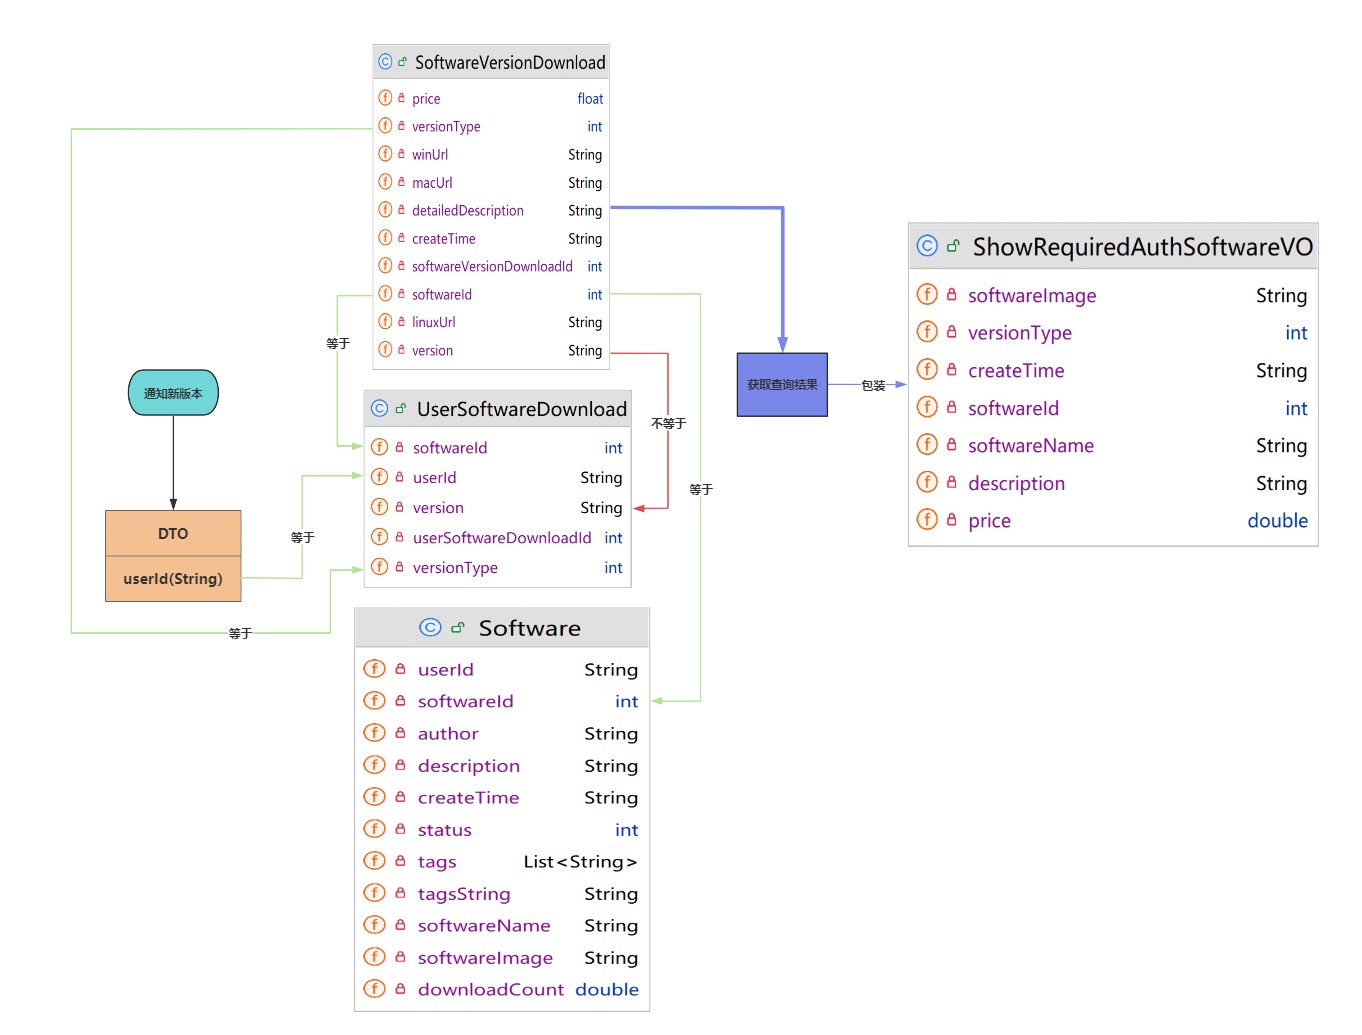 SoftwareVersionDownload
price float
versionType int
winUrl String
macUrl String
detailedDescription String
createTime String
softwareVersionDownloadId int
softwareId int
linuxUrl String
version String
等于
通知新版本
DTO
userId(String)
等于
等于
UserSoftwareDownload
softwareId int
userId String
version String
userSoftwareDownloadId int
versionType int
不等于
等于
Software
userId String
softwareId int
author String
description String
createTime String
status int
tags List<String>
tagsString String
softwareName String
softwareImage String
downloadCount double
获取查询结果
包装
ShowRequiredAuthSoftwareVO
softwareImage String
versionType int
createTime String
softwareId int
softwareName String
description String
price double